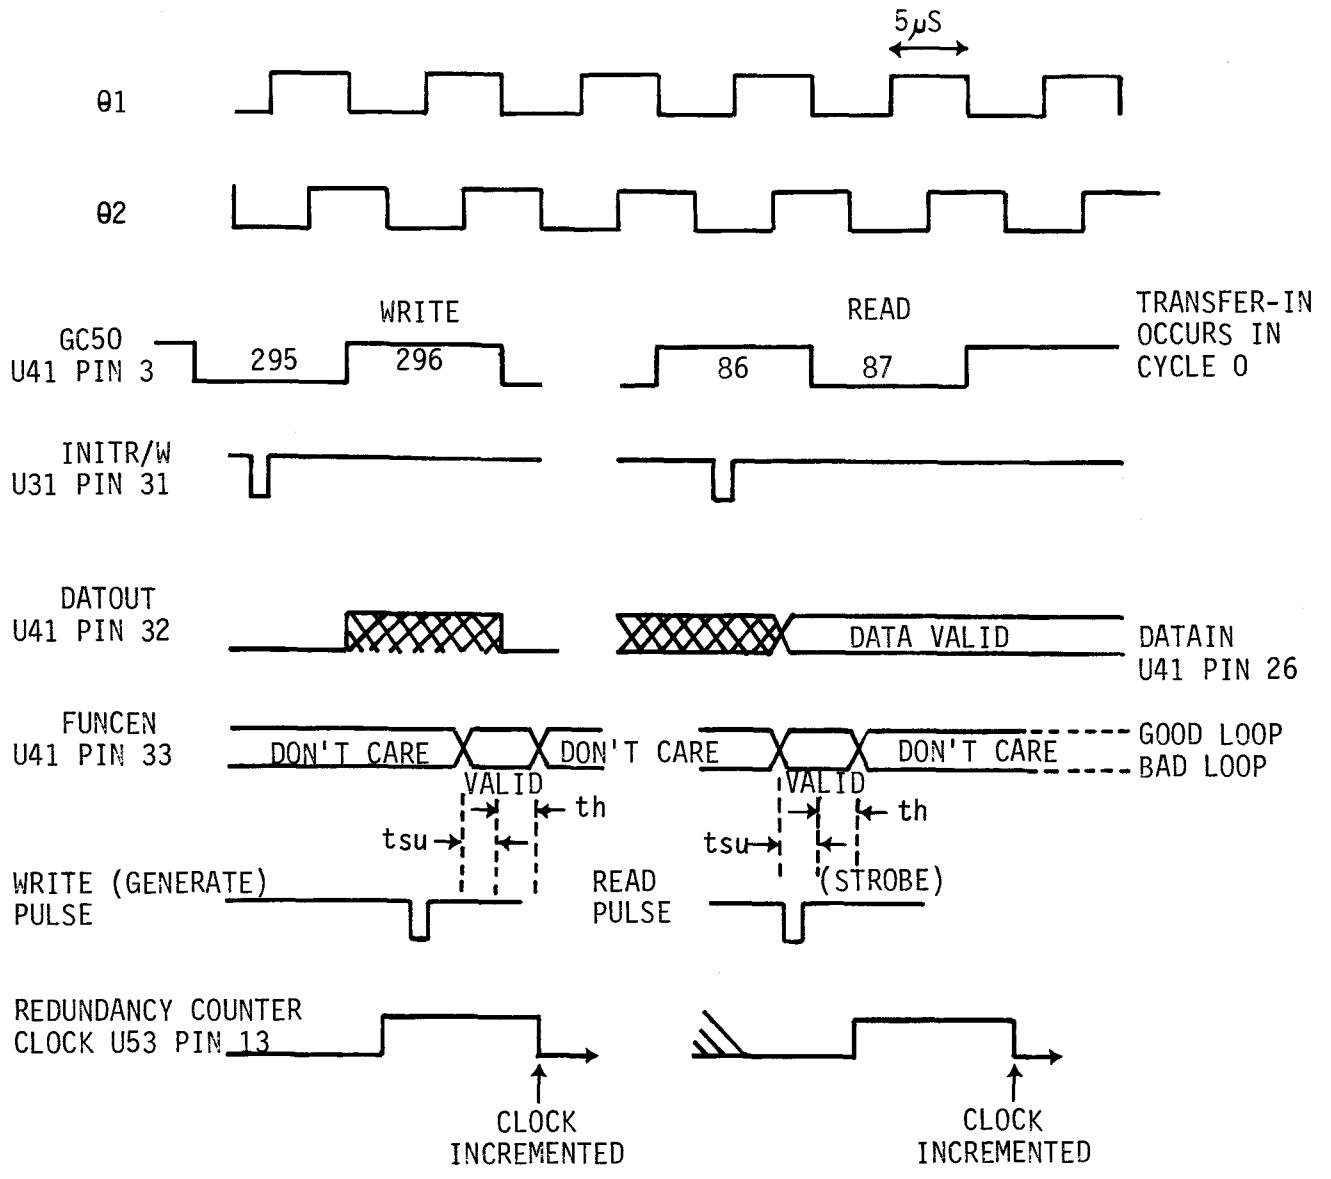 5µS
θ1
θ2
WRITE
READ
TRANSFER-IN
OCCURS IN
CYCLE 0
GC50
U41 PIN 3
295
296
86
87
INITR/W
U31 PIN 31
DATOUT
U41 PIN 32
DATA VALID
DATAIN
U41 PIN 26
FUNCEN
U41 PIN 33
DON'T CARE
DON'T CARE
DON'T CARE
GOOD LOOP
BAD LOOP
VALID
VALID
th
th
tsu
tsu
WRITE (GENERATE)
PULSE
READ
PULSE
(STROBE)
REDUNDANCY COUNTER
CLOCK U53 PIN 13
CLOCK
INCREMENTED
CLOCK
INCREMENTED